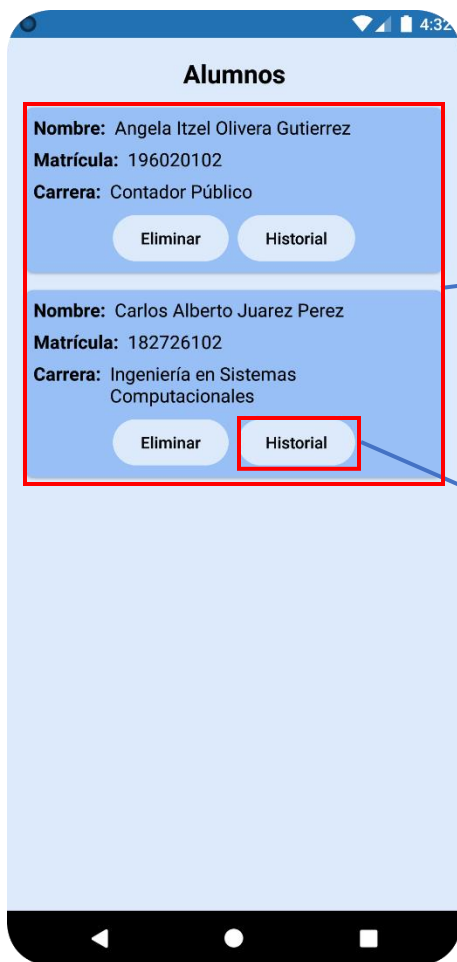 4:32
Alumnos
Nombre: Angela Itzel Olivera Gutierrez
Matrícula: 196020102
Carrera: Contador Público
Eliminar Historial
Nombre: Carlos Alberto Juarez Perez
Matrícula: 182726102
Carrera: Ingeniería en Sistemas
Computacionales
Eliminar Historial